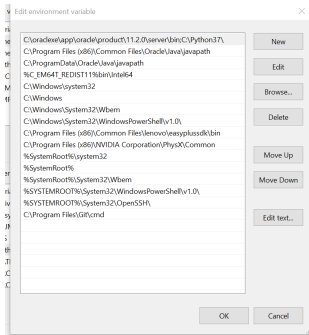 Edit environment variable
C:\oraclexe\app\oracle\product\11.2.0\server\bin;C:\Python37\
C:\Program Files (x86)\Common Files\Oracle\Java\javapath
C:\ProgramData\Oracle\Java\javapath
%C_EM64T_REDIST11%bin\Intel64
C:\Windows\system32
C:\Windows
C:\Windows\System32\Wbem
C:\Windows\System32\WindowsPowerShell\v1.0\
C:\Program Files (x86)\Common Files\lenovo\easyplussdk\bin
C:\Program Files (x86)\NVIDIA Corporation\PhysX\Common
%SystemRoot%\system32
%SystemRoot%
%SystemRoot%\System32\Wbem
%SYSTEMROOT%\System32\WindowsPowerShell\v1.0\
%SYSTEMROOT%\System32\OpenSSH\
C:\Program Files\Git\cmd
New
Edit
Browse...
Delete
Move Up
Move Down
Edit text...
OK
Cancel